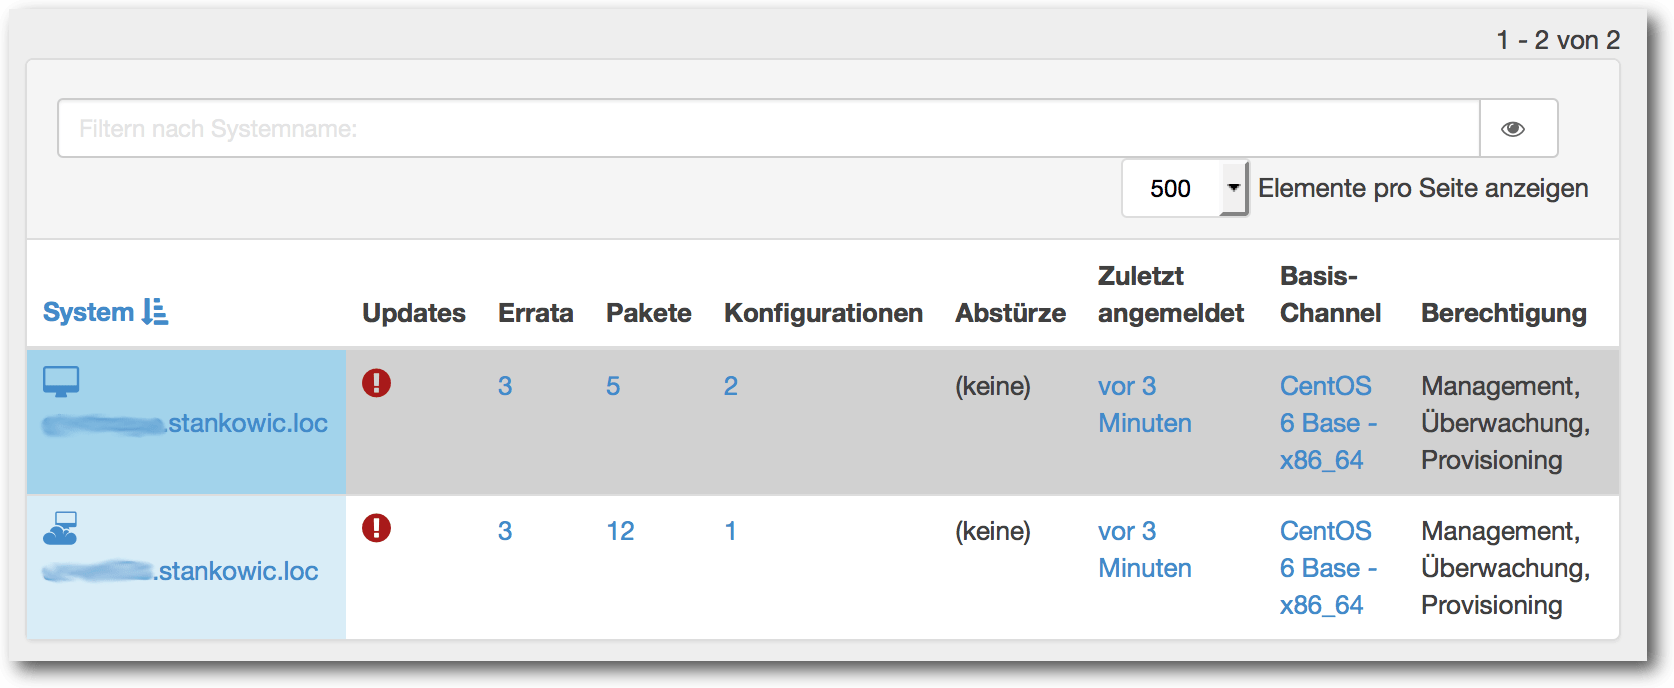 1 - 2 von 2
Filtern nach Systemname:
500 Elemente pro Seite anzeigen
System Updates Errata Pakete Konfigurationen Abstürze Zuletzt angemeldet Basis-Channel Berechtigung
.stankowic.loc 3 5 2 (keine) vor 3 Minuten CentOS 6 Base - x86_64 Management, Überwachung, Provisioning
.stankowic.loc 3 12 1 (keine) vor 3 Minuten CentOS 6 Base - x86_64 Management, Überwachung, Provisioning